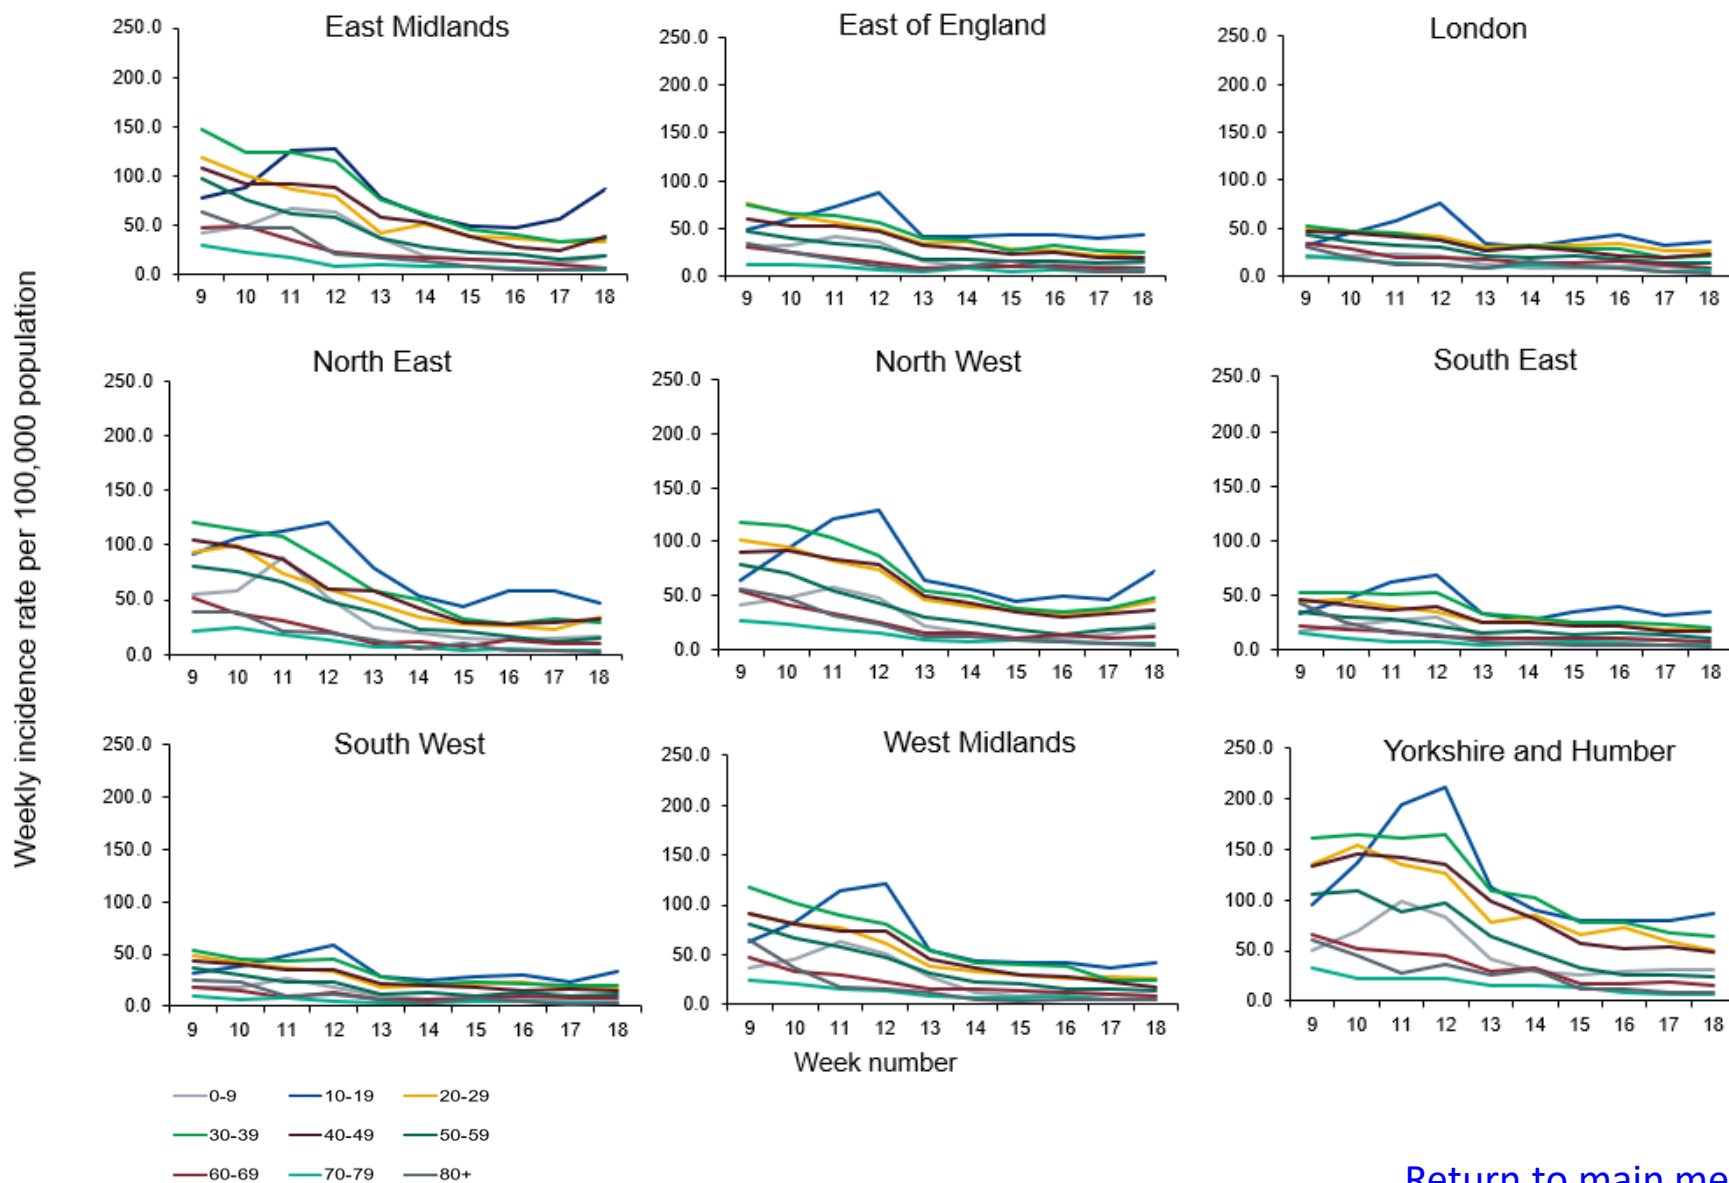 East Midlands
250.0
200.0
150.0
100.0
50.0
0.0
9 10 11 12 13 14 15 16 17 18
East of England
250.0
200.0
150.0
100.0
50.0
0.0
9 10 11 12 13 14 15 16 17 18
London
250.0
200.0
150.0
100.0
50.0
0.0
9 10 11 12 13 14 15 16 17 18
Weekly incidence rate per 100,000 population
North East
250.0
200.0
150.0
100.0
50.0
0.0
9 10 11 12 13 14 15 16 17 18
North West
250.0
200.0
150.0
100.0
50.0
0.0
9 10 11 12 13 14 15 16 17 18
South East
250.0
200.0
150.0
100.0
50.0
0.0
9 10 11 12 13 14 15 16 17 18
South West
250.0
200.0
150.0
100.0
50.0
0.0
9 10 11 12 13 14 15 16 17 18
West Midlands
250.0
200.0
150.0
100.0
50.0
0.0
9 10 11 12 13 14 15 16 17 18
Yorkshire and Humber
250.0
200.0
150.0
100.0
50.0
0.0
9 10 11 12 13 14 15 16 17 18
Week number
0-9 10-19 20-29
30-39 40-49 50-59
60-69 70-79 80+
Return to main me